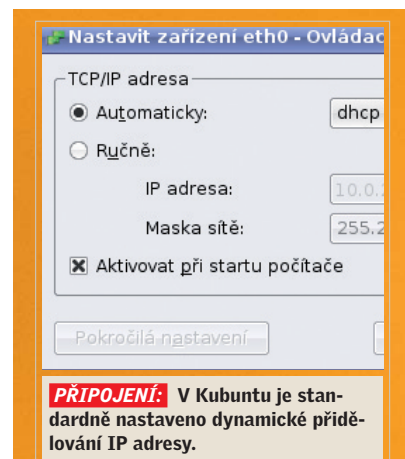 Nastavit zařízení eth0 - Ovládac
TCP/IP adresa
Automaticky:
dhcp
Ručně:
IP adresa:
10.0.
Maska sítě:
255.2
Aktivovat při startu počítače
Pokročilá nastavení
PŘIPOJENÍ: V Kubuntu je stan-
dardně nastaveno dynamické přidě-
lování IP adresy.